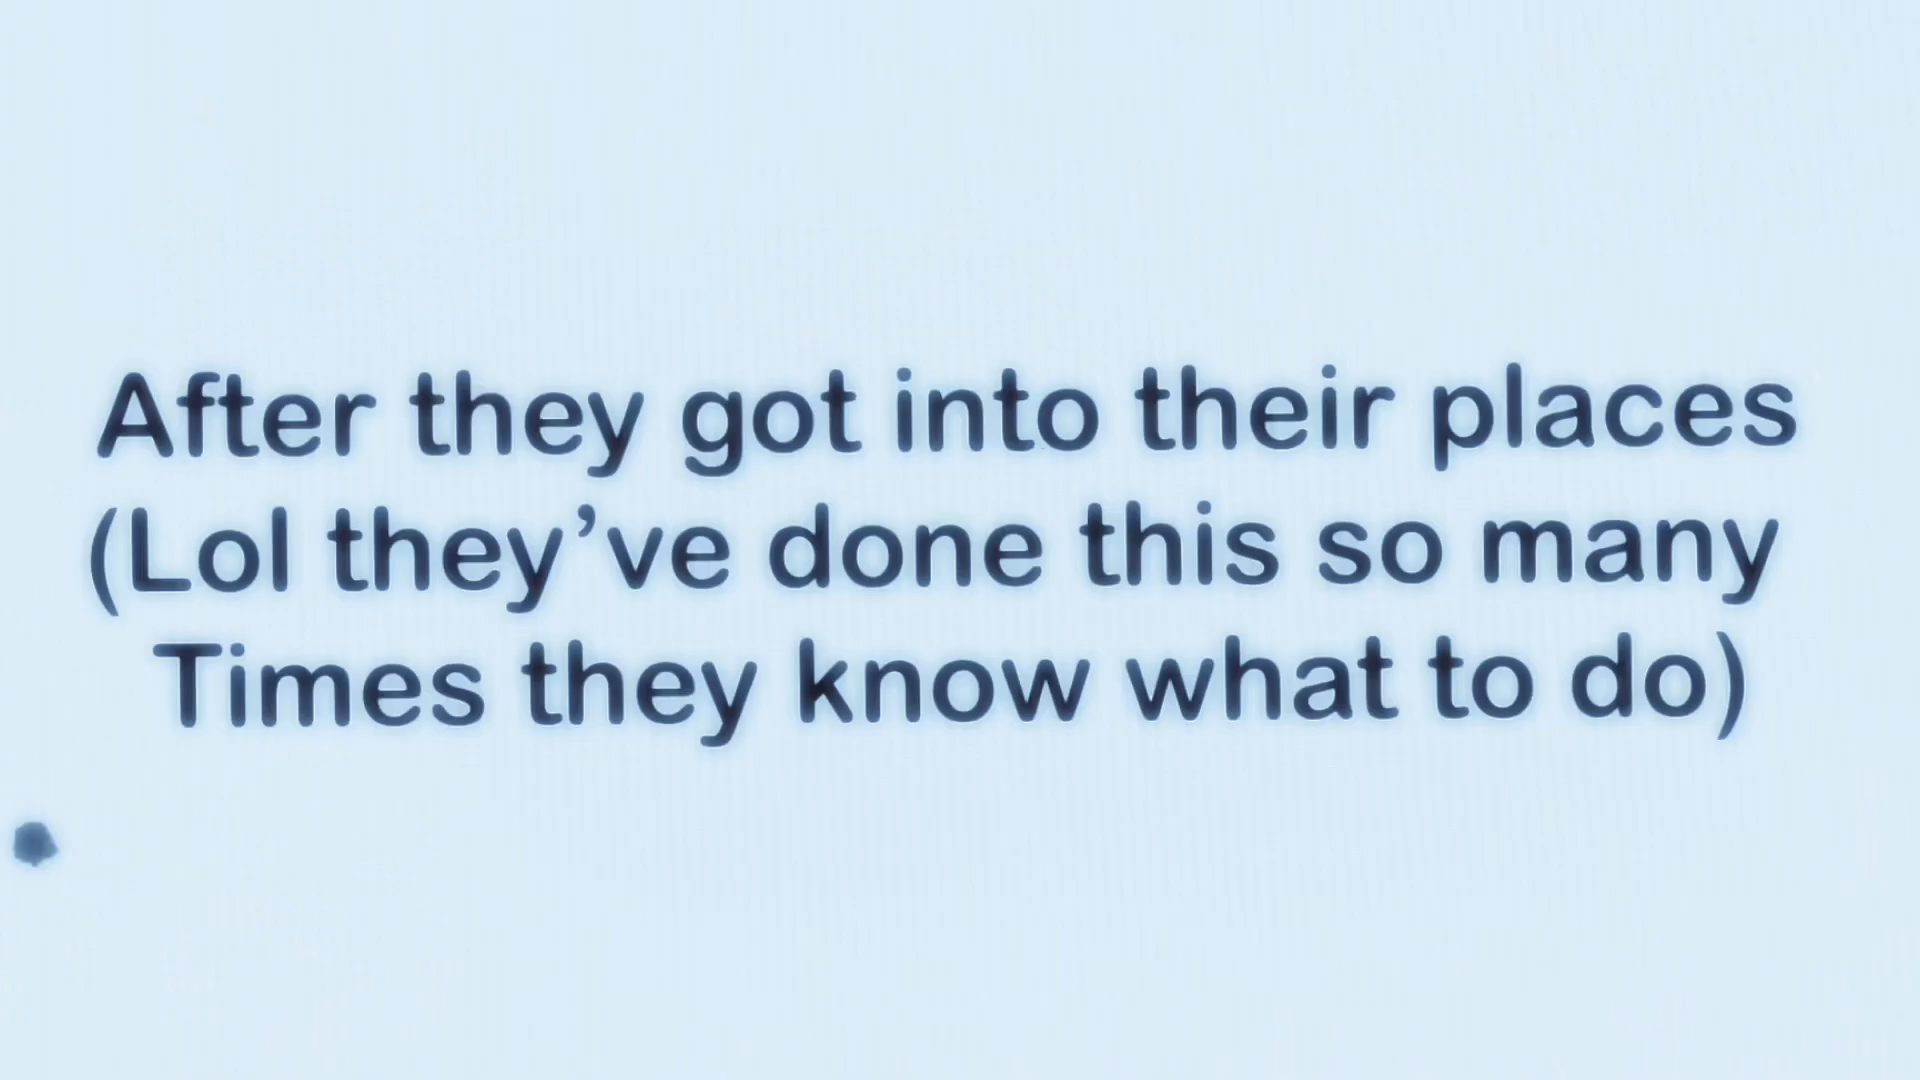 After they got into their places
(Lol they’ve done this so many
Times they know what to do)